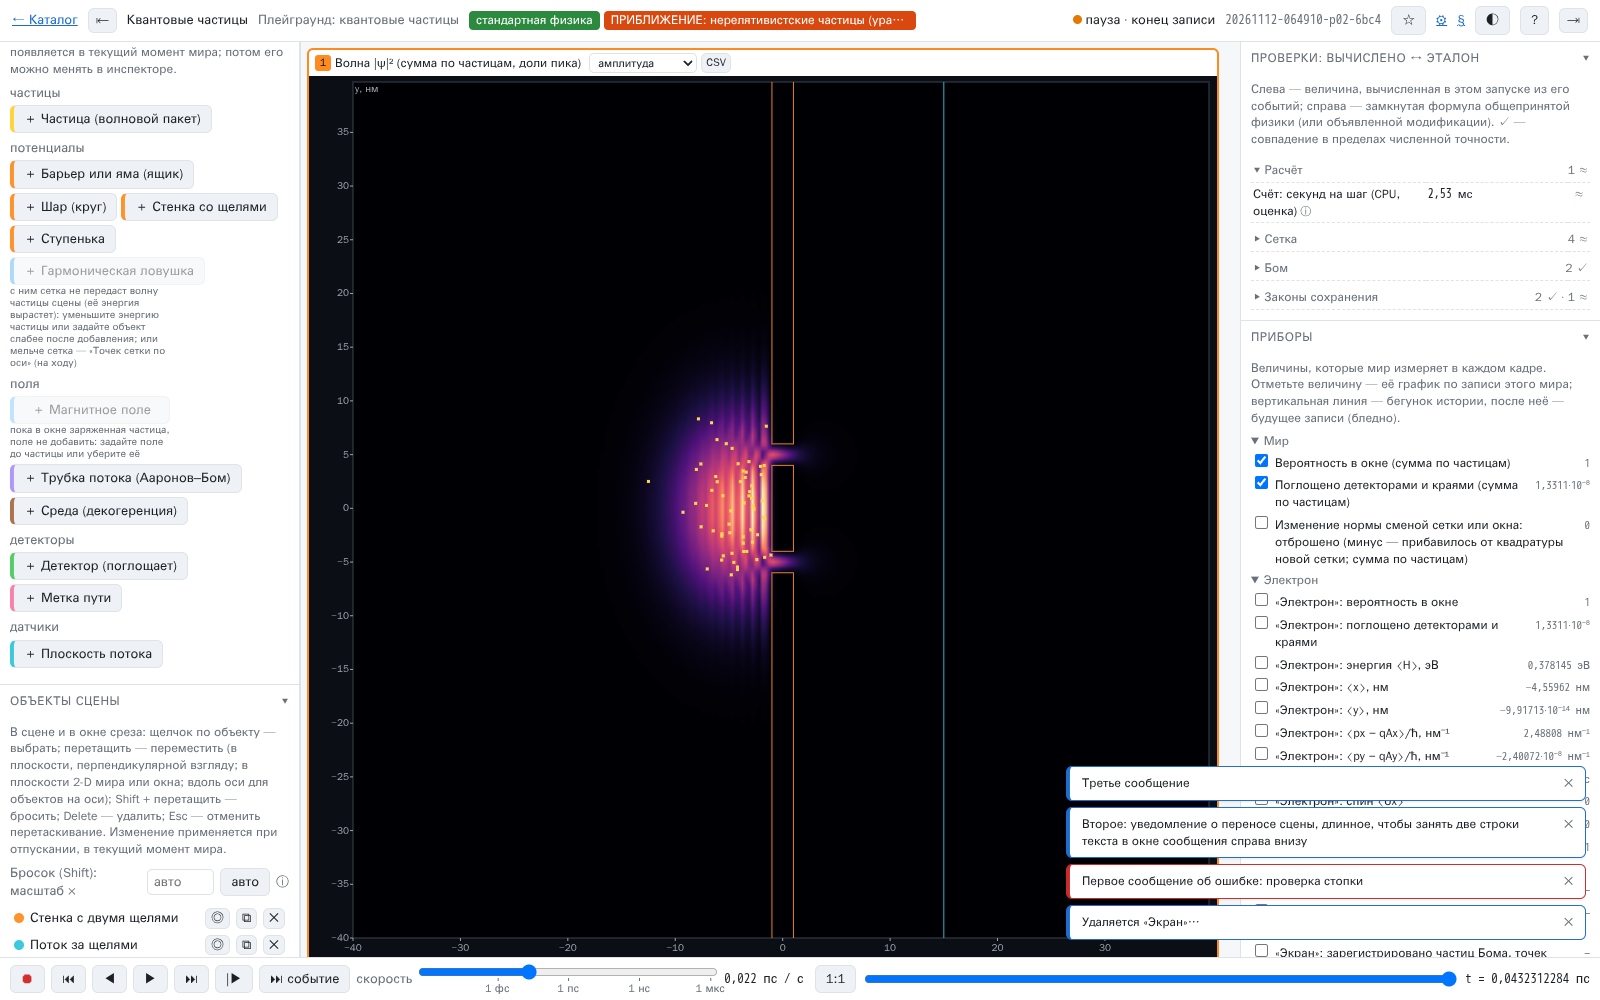 ← Каталог ⇤ Квантовые частицы Плейграунд: квантовые частицы стандартная физика ПРИБЛИЖЕНИЕ: нерелятивистские частицы (ура··· пауза · конец записи 20261112-064910-p02-6bc4 ☆ ⚙ § ? ⇥
появляется в текущий момент мира; потом его
можно менять в инспекторе.
частицы
+ Частица (волновой пакет)
потенциалы
+ Барьер или яма (ящик)
+ Шар (круг) + Стенка со щелями
+ Ступенька
+ Гармоническая ловушка
с ним сетка не передаст волну
частицы сцены (её энергия
вырастет): уменьшите энергию
частицы или задайте объект
слабее после добавления; или
мельче сетка — «Точек сетки по
оси» (на ходу)
поля
+ Магнитное поле
пока в окне заряженная частица,
поле не добавить: задайте поле
до частицы или уберите её
+ Трубка потока (Ааронов–Бом)
+ Среда (декогеренция)
детекторы
+ Детектор (поглощает)
+ Метка пути
датчики
+ Плоскость потока
ОБЪЕКТЫ СЦЕНЫ
В сцене и в окне среза: щелчок по объекту —
выбрать; перетащить — переместить (в
плоскости, перпендикулярной взгляду; в
плоскости 2-D мира или окна; вдоль оси для
объектов на оси); Shift + перетащить —
бросить; Delete — удалить; Esc — отменить
перетаскивание. Изменение применяется при
отпускании, в текущий момент мира.
Бросок (Shift):
масштаб × авто авто ⓘ
Стенка с двумя щелями
Поток за щелями
1 Волна |ψ|² (сумма по частицам, доли пика) амплитуда CSV
y, нм
35
30
25
20
15
10
5
0
−5
−10
−15
−20
−25
−30
−35
−40
−40 −30 −20 −10 0 10 20 30
ПРОВЕРКИ: ВЫЧИСЛЕНО ↔ ЭТАЛОН
Слева — величина, вычисленная в этом запуске из его
событий; справа — замкнутая формула общепринятой
физики (или объявленной модификации). ✓ —
совпадение в пределах численной точности.
Расчёт 1 ≈
Счёт: секунд на шаг (CPU, 2,53 мс ≈
оценка) ⓘ
Сетка 4 ≈
Бом 2 ✓
Законы сохранения 2 ✓ · 1 ≈
ПРИБОРЫ
Величины, которые мир измеряет в каждом кадре.
Отметьте величину — её график по записи этого мира;
вертикальная линия — бегунок истории, после неё —
будущее записи (бледно).
Мир
Вероятность в окне (сумма по частицам) 1
Поглощено детекторами и краями (сумма 1,3311·10⁻⁸
по частицам)
Изменение нормы сменой сетки или окна: 0
отброшено (минус — прибавилось от квадратуры
новой сетки; сумма по частицам)
Электрон
«Электрон»: вероятность в окне 1
«Электрон»: поглощено детекторами и 1,3311·10⁻⁸
краями
«Электрон»: энергия ⟨H⟩, эВ 0,378145 эВ
«Электрон»: ⟨x⟩, нм −4,55962 нм
«Электрон»: ⟨y⟩, нм −9,91713·10⁻¹⁴ нм
«Электрон»: ⟨px − qAx⟩/ħ, нм⁻¹ 2,48808 нм⁻¹
«Электрон»: ⟨py − qAy⟩/ħ, нм⁻¹ −2,40072·10⁻⁸ нм⁻¹
Третье сообщение
Второе: уведомление о переносе сцены, длинное, чтобы занять две строки
текста в окне сообщения справа внизу
Первое сообщение об ошибке: проверка стопки
Удаляется «Экран»···
«Экран»: зарегистрировано частиц Бома, точек –
событие скорость 1 фс 1 пс 1 нс 1 мкс 0,022 пс / с 1:1 t = 0,0432312284 пс